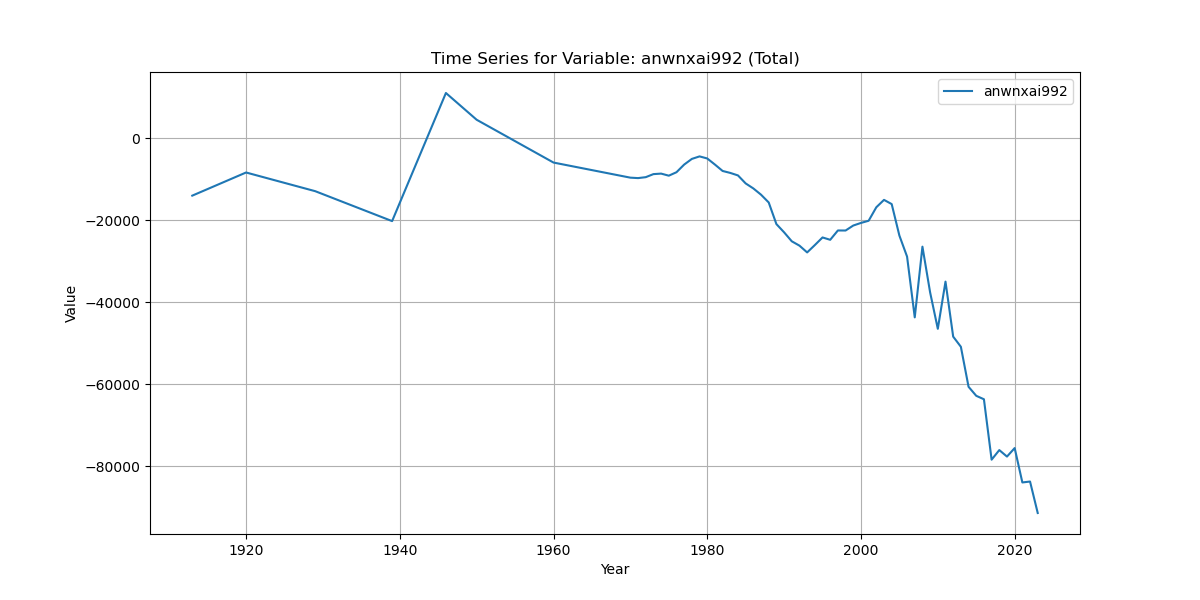 Time Series for Variable: anwnxai992 (Total)
anwnxai992
Value
0
−20000
−40000
−60000
−80000
1920 1940 1960 1980 2000 2020
Year